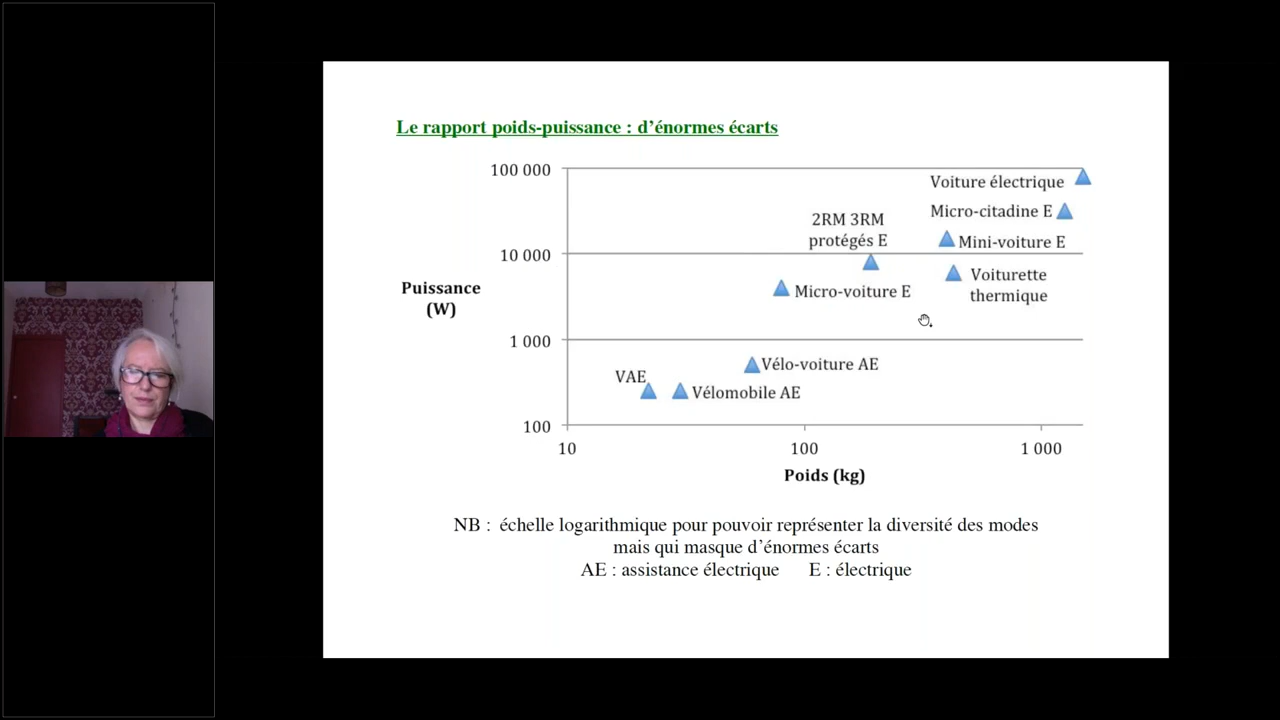 Le rapport poids-puissance : d'énormes écarts
100 000
10 000
1 000
100
Puissance
(W)
Voiture électrique
Micro-citadine E
2RM 3RM
protégés E
Mini-voiture E
Voiturette
thermique
Micro-voiture E
Vélo-voiture AE
VAE
Vélomobile AE
10
100
1 000
Poids (kg)
NB : échelle logarithmique pour pouvoir représenter la diversité des modes
mais qui masque d'énormes écarts
AE : assistance électrique E : électrique